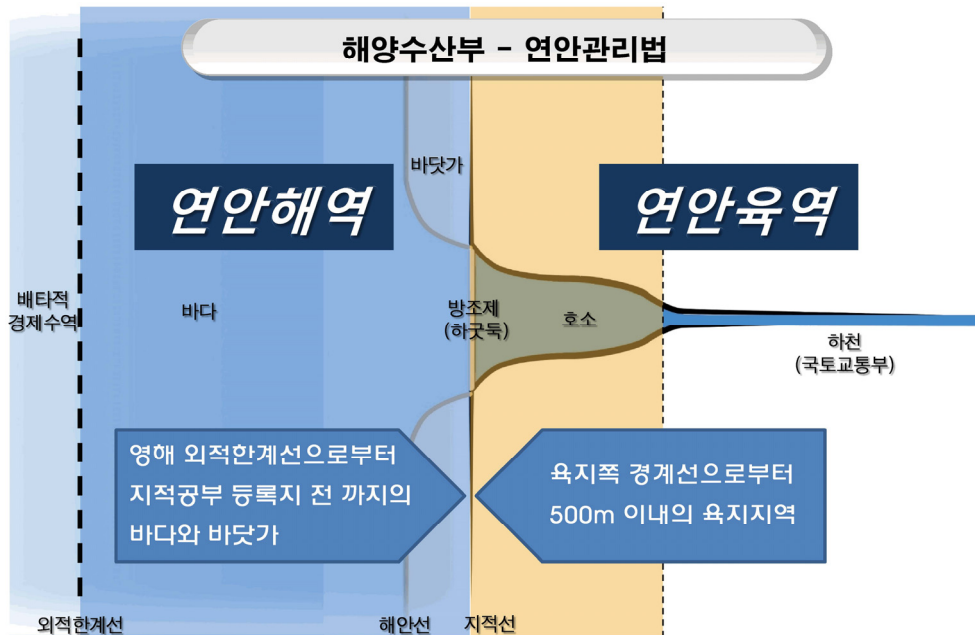 해양수산부 - 연안관리법
바닷가
연안해역
연안육역
배타적
경제수역
바다
방조제
(하굿둑)
호소
하천
(국토교통부)
영해 외적한계선으로부터
지적공부 등록지 전 까지의
바다와 바닷가
육지쪽 경계선으로부터
500m 이내의 육지지역
외적한계선
해안선
지적선